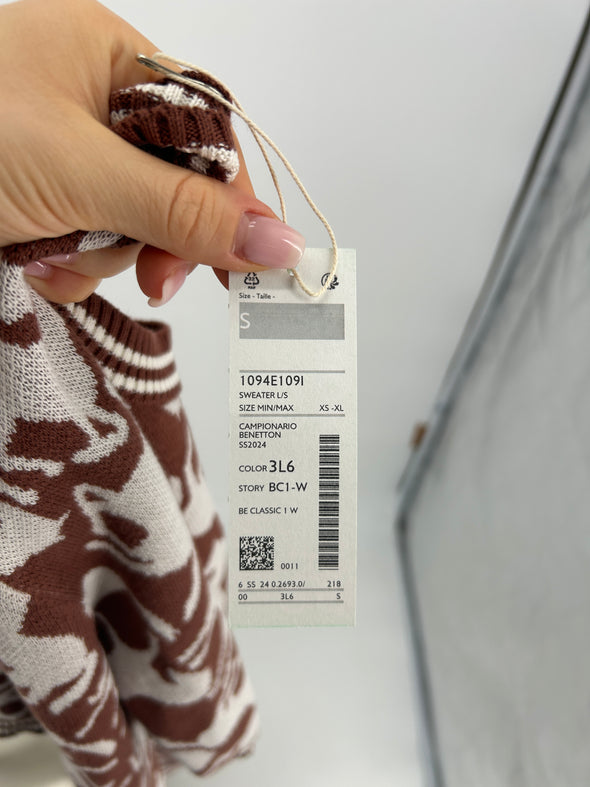 Size - Taille -
S
1094E109I
SWEATER L/S
SIZE MIN/MAX XS -XL
CAMPIONARIO
BENETTON
SS2024
COLOR 3L6
STORY BC1-W
BE CLASSIC 1 W
0011
6 SS 24 0.2693.0/ 218
00 3L6 S